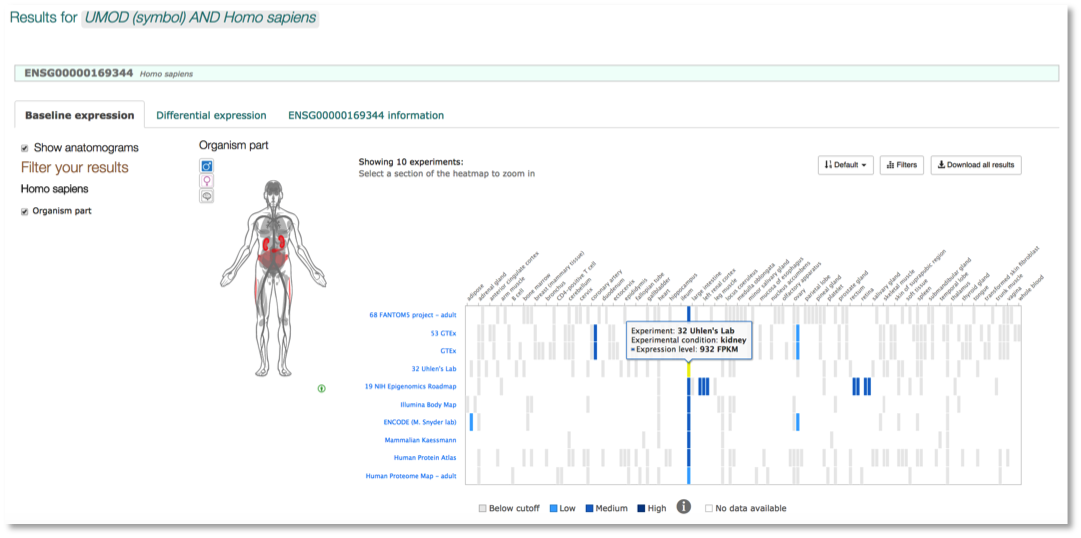 Results for UMOD (symbol) AND Homo sapiens
ENSG00000169344 Homo sapiens
Baseline expression
Differential expression
ENSG00000169344 information
Show anatomograms
Filter your results
Homo sapiens
Organism part
Organism part
Showing 10 experiments:
Select a section of the heatmap to zoom in
Default
Filters
Download all results
adipose
adrenal gland
anterior cingulate cortex
arm muscle
B cell
bone marrow
breast (mammary tissue)
bronchus
CD4-positive T cell
cerebellum
cervix
coronary artery
duodenum
ectocervix
epididymis
fallopian tube
gallbladder
heart
hippocampus
ileum
large intestine
left renal cortex
leg muscle
locus ceruleus
medulla oblongata
minor salivary gland
mucosa of esophagus
nucleus accumbens
olfactory apparatus
ovary
parietal lobe
pineal gland
platelet
prostate gland
rectum
retina
salivary gland
skeletal muscle
skin of suprapubic region
soft tissue
spleen
submandibular gland
temporal lobe
thalamus
thyroid gland
tongue
transformed skin fibroblast
trunk muscle
vagina
whole blood
68 FANTOM5 project - adult
53 GTEx
GTEx
32 Uhlen's Lab
19 NIH Epigenomics Roadmap
Illumina Body Map
ENCODE (M. Snyder lab)
Mammalian Kaessmann
Human Protein Atlas
Human Proteome Map - adult
Experiment: 32 Uhlen's Lab
Experimental condition: kidney
Expression level: 932 FPKM
Below cutoff
Low
Medium
High
No data available